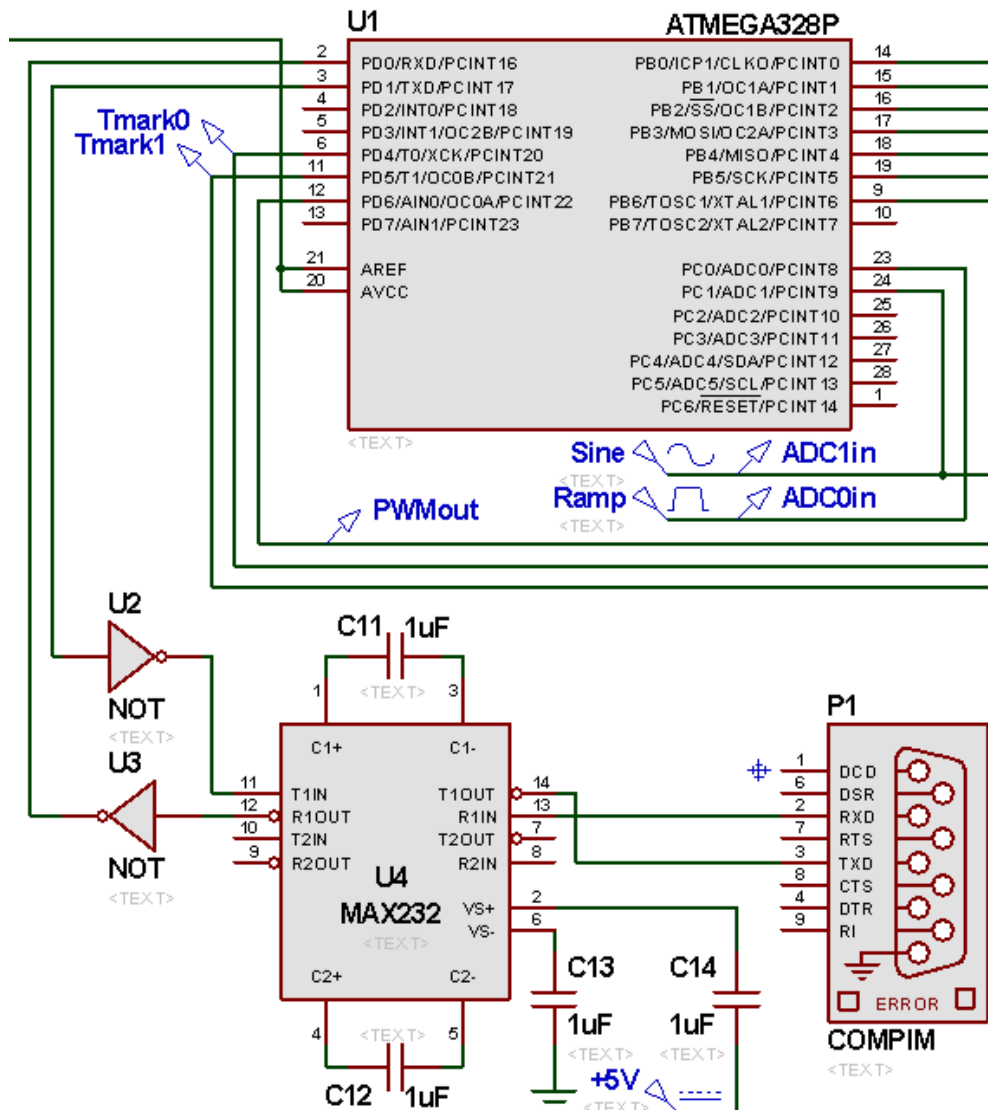 U1 ATMEGA328P
2 PD0/RXD/PCINT16 PB0/ICP1/CLKO/PCINT0 14
3 PD1/TXD/PCINT17 PB1/OC1A/PCINT1 15
4 PD2/INT0/PCINT18 PB2/SS/OC1B/PCINT2 16
5 PD3/INT1/OC2B/PCINT19 PB3/MOSI/OC2A/PCINT3 17
6 PD4/T0/XCK/PCINT20 PB4/MISO/PCINT4 18
11 PD5/T1/OC0B/PCINT21 PB5/SCK/PCINT5 19
12 PD6/AIN0/OC0A/PCINT22 PB6/TOSC1/XTAL1/PCINT6 9
13 PD7/AIN1/PCINT23 PB7/TOSC2/XTAL2/PCINT7 10
21 AREF PC0/ADC0/PCINT8 23
20 AVCC PC1/ADC1/PCINT9 24
PC2/ADC2/PCINT10 25
PC3/ADC3/PCINT11 26
PC4/ADC4/SDA/PCINT12 27
PC5/ADC5/SCL/PCINT13 28
PC6/RESET/PCINT14 1
<TEXT>
Tmark0
Tmark1
Sine ADC1in
<TEXT>
Ramp ADC0in
<TEXT>
PWMout
U2
NOT
<TEXT>
U3
NOT
<TEXT>
C11 1uF
<TEXT>
1 3
C1+ C1-
11 T1IN T1OUT 14
12 R1OUT R1IN 13
10 T2IN T2OUT 7
9 R2OUT R2IN 8
U4
MAX232
<TEXT>
VS+ 2
VS- 6
C2+ C2-
4 5
<TEXT>
C12 1uF
C13
1uF
<TEXT>
C14
1uF
<TEXT>
+5V
<TEXT>
P1
1 DCD
6 DSR
2 RXD
7 RTS
3 TXD
8 CTS
4 DTR
9 RI
ERROR
COMPIM
<TEXT>